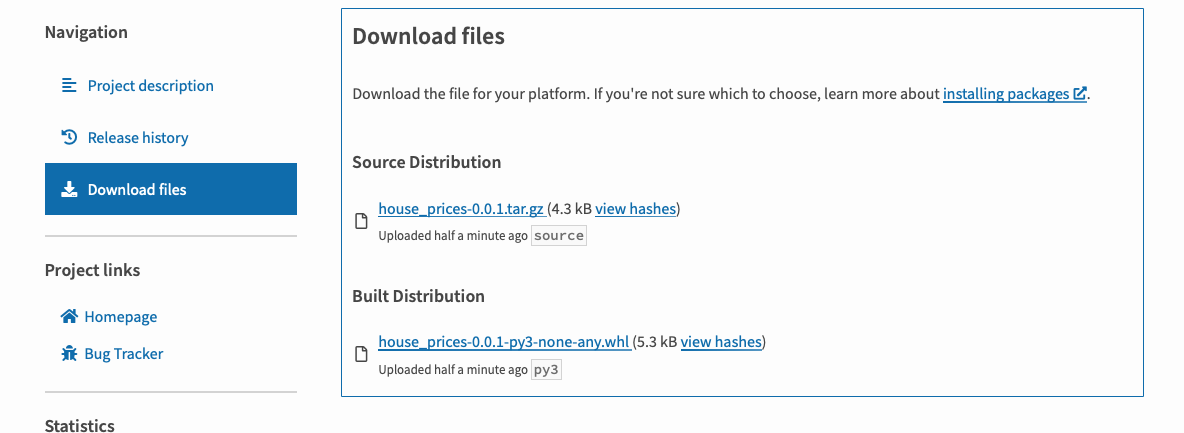 Navigation
Project description
Release history
Download files
Project links
Homepage
Bug Tracker
Statistics
Download files
Download the file for your platform. If you're not sure which to choose, learn more about installing packages.
Source Distribution
house_prices-0.0.1.tar.gz (4.3 kB view hashes)
Uploaded half a minute ago source
Built Distribution
house_prices-0.0.1-py3-none-any.whl (5.3 kB view hashes)
Uploaded half a minute ago py3